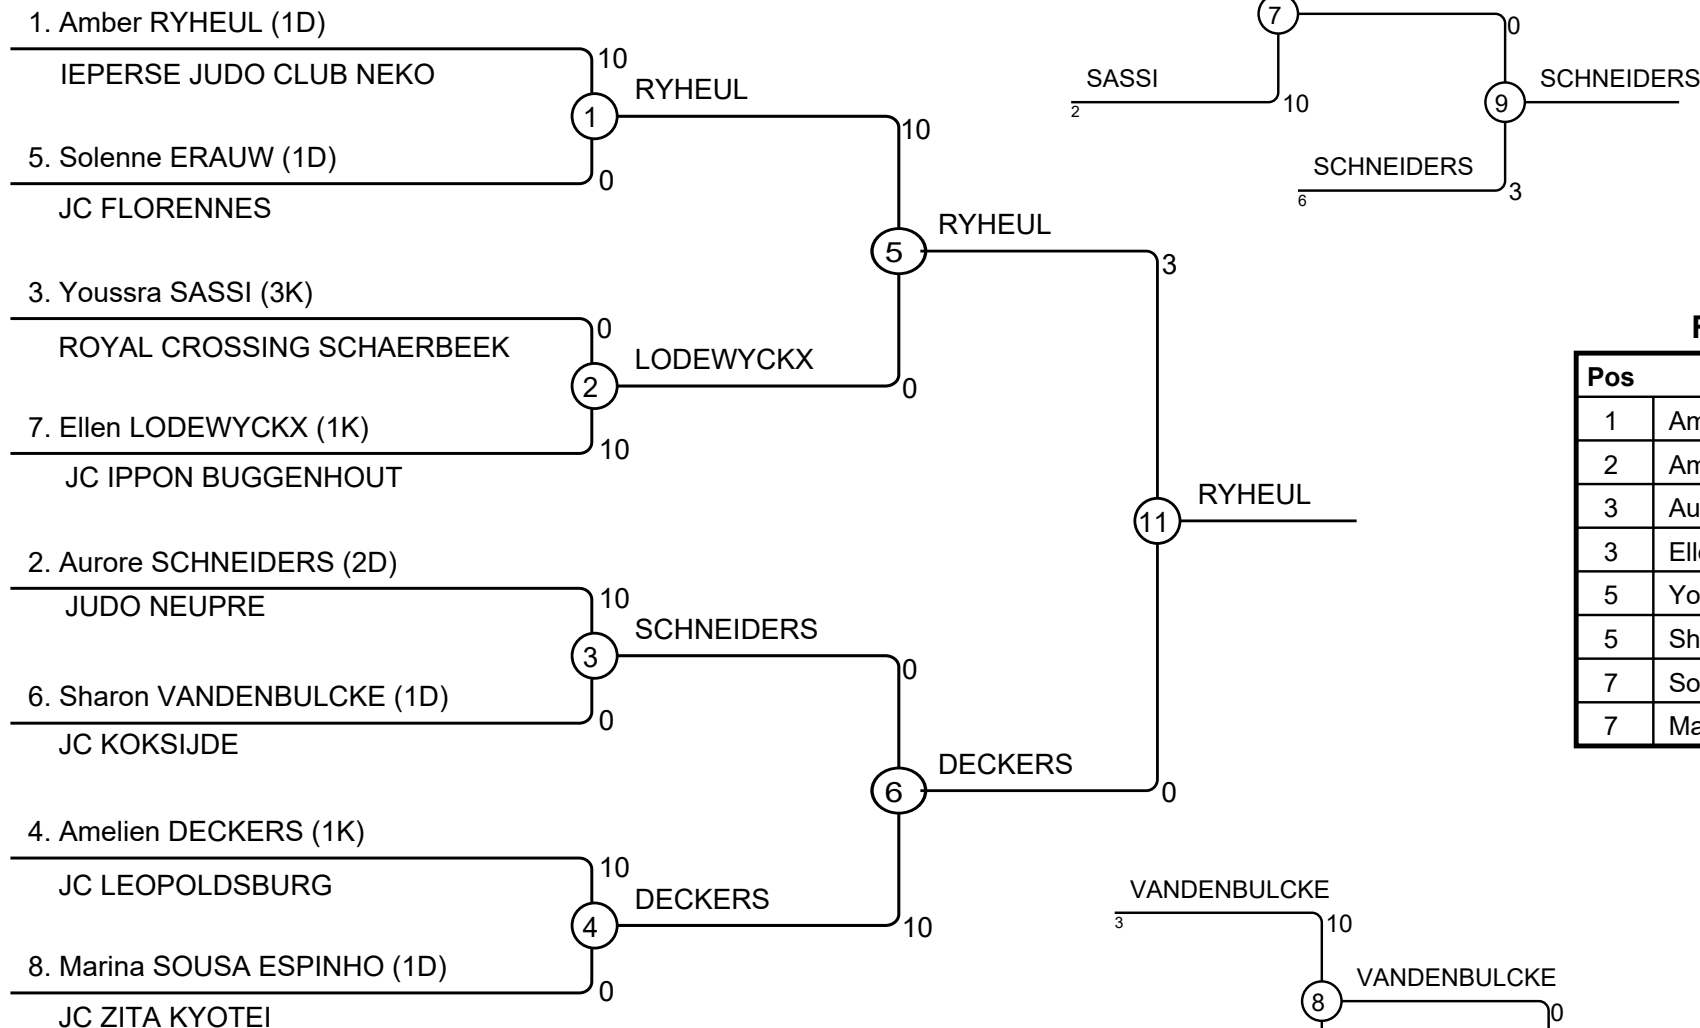 1. Amber RYHEUL (1D)
IEPERSE JUDO CLUB NEKO
10
1
RYHEUL
5. Solenne ERAUW (1D)
0
JC FLORENNES
10
5
RYHEUL
3. Youssra SASSI (3K)
0
ROYAL CROSSING SCHAERBEEK
2
LODEWYCKX
0
7. Ellen LODEWYCKX (1K)
10
JC IPPON BUGGENHOUT
3
11
RYHEUL
2. Aurore SCHNEIDERS (2D)
10
JUDO NEUPRE
3
SCHNEIDERS
0
6. Sharon VANDENBULCKE (1D)
0
JC KOKSIJDE
6
DECKERS
0
4. Amelien DECKERS (1K)
10
JC LEOPOLDSBURG
4
DECKERS
10
8. Marina SOUSA ESPINHO (1D)
0
JC ZITA KYOTEI
7
0
SASSI
2
10
9
SCHNEIDERS
SCHNEIDERS
6
3
Pos
1
2
3
3
5
5
7
7
VANDENBULCKE
3
10
8
VANDENBULCKE
0